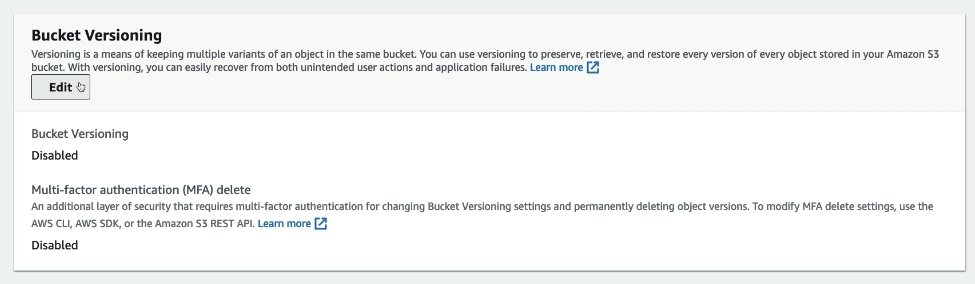 Bucket Versioning
Versioning is a means of keeping multiple variants of an object in the same bucket. You can use versioning to preserve, retrieve, and restore every version of every object stored in your Amazon S3
bucket. With versioning, you can easily recover from both unintended user actions and application failures. Learn more
Edit
Bucket Versioning
Disabled
Multi-factor authentication (MFA) delete
An additional layer of security that requires multi-factor authentication for changing Bucket Versioning settings and permanently deleting object versions. To modify MFA delete settings, use the
AWS CLI, AWS SDK, or the Amazon S3 REST API. Learn more
Disabled